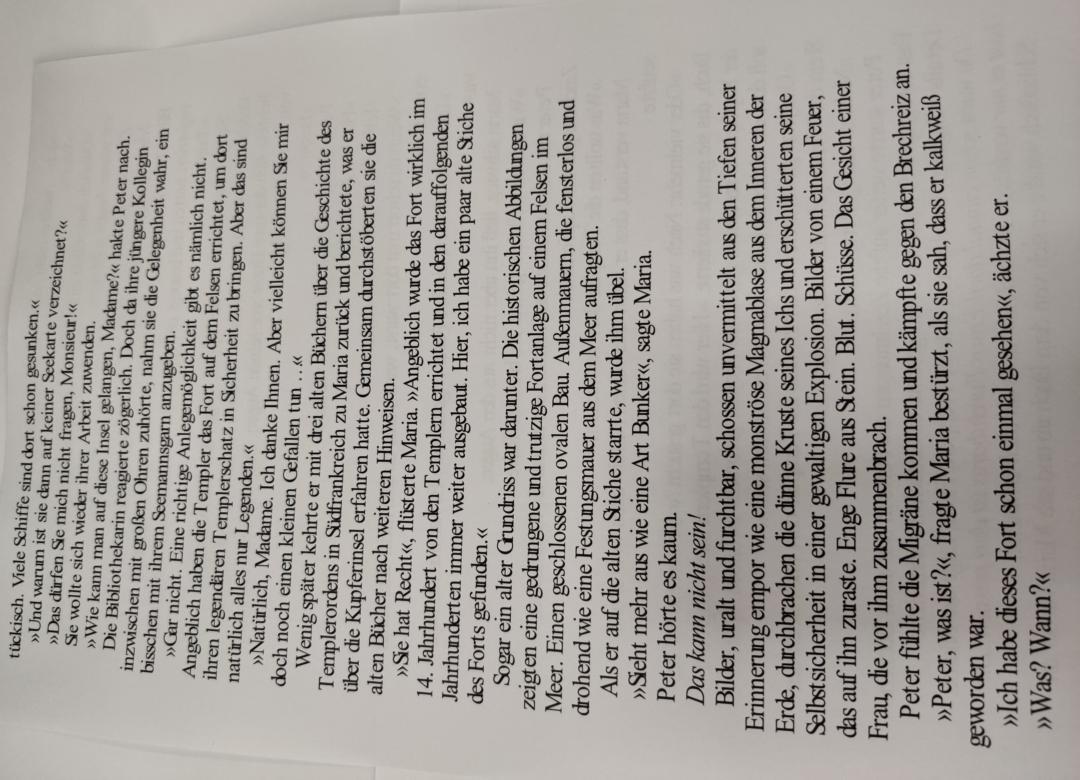 tückisch. Viele Schiffe sind dort schon gesunken.«
»Und warum ist sie dann auf keiner Seekarte verzeichnet?«
»Das dürfen Sie mich nicht fragen, Monsieur!«
Sie wollte sich wieder ihrer Arbeit zuwenden.
»Wie kann man auf diese Insel gelangen, Madame?« hakte Peter nach.
Die Bibliothekarin reagierte zögerlich. Doch da ihre jüngere Kollegin
inzwischen mit großen Ohren zuhörte, nahm sie die Gelegenheit wahr, ein
bisschen mit ihrem Seemannsgarn anzugeben.
»Gar nicht. Eine richtige Anlegemöglichkeit gibt es nämlich nicht.
Angeblich haben die Templer das Fort auf dem Felsen errichtet, um dort
ihren legendären Templerschatz in Sicherheit zu bringen. Aber das sind
natürlich alles nur Legenden.«
»Natürlich, Madame. Ich danke Ihnen. Aber vielleicht können Sie mir
doch noch einen kleinen Gefallen tun …«
Wenig später kehrte er mit drei alten Büchern über die Geschichte des
Templerordens in Südfrankreich zu Maria zurück und berichtete, was er
über die Kupferinsel erfahren hatte. Gemeinsam durchstöberten sie die
alten Bücher nach weiteren Hinweisen.
»Sie hat Recht«, flüsterte Maria. »Angeblich wurde das Fort wirklich im
14. Jahrhundert von den Templern errichtet und in den darauffolgenden
Jahrhunderten immer weiter ausgebaut. Hier, ich habe ein paar alte Stiche
des Forts gefunden.«
Sogar ein alter Grundriss war darunter. Die historischen Abbildungen
zeigten eine gedrungene und trutzige Fortanlage auf einem Felsen im
Meer. Einen geschlossenen ovalen Bau. Außenmauern, die fensterlos und
drohend wie eine Festungsmauer aus dem Meer aufragten.
Als er auf die alten Stiche starrte, wurde ihm übel.
»Sieht mehr aus wie eine Art Bunker«, sagte Maria.
Peter hörte es kaum.
Das kann nicht sein!
Bilder, uralt und furchtbar, schossen unvermittelt aus den Tiefen seiner
Erinnerung empor wie eine monströse Magmablase aus dem Inneren der
Erde, durchbrachen die dünne Kruste seines Ichs und erschütterten seine
Selbstsicherheit in einer gewaltigen Explosion. Bilder von einem Feuer,
das auf ihn zuraste. Enge Flure aus Stein. Blut. Schüsse. Das Gesicht einer
Frau, die vor ihm zusammenbrach.
Peter fühlte die Migräne kommen und kämpfte gegen den Brechreiz an.
»Peter, was ist?«, fragte Maria bestürzt, als sie sah, dass er kalkweiß
geworden war.
»Ich habe dieses Fort schon einmal gesehen«, ächzte er.
»Was? Wann?«